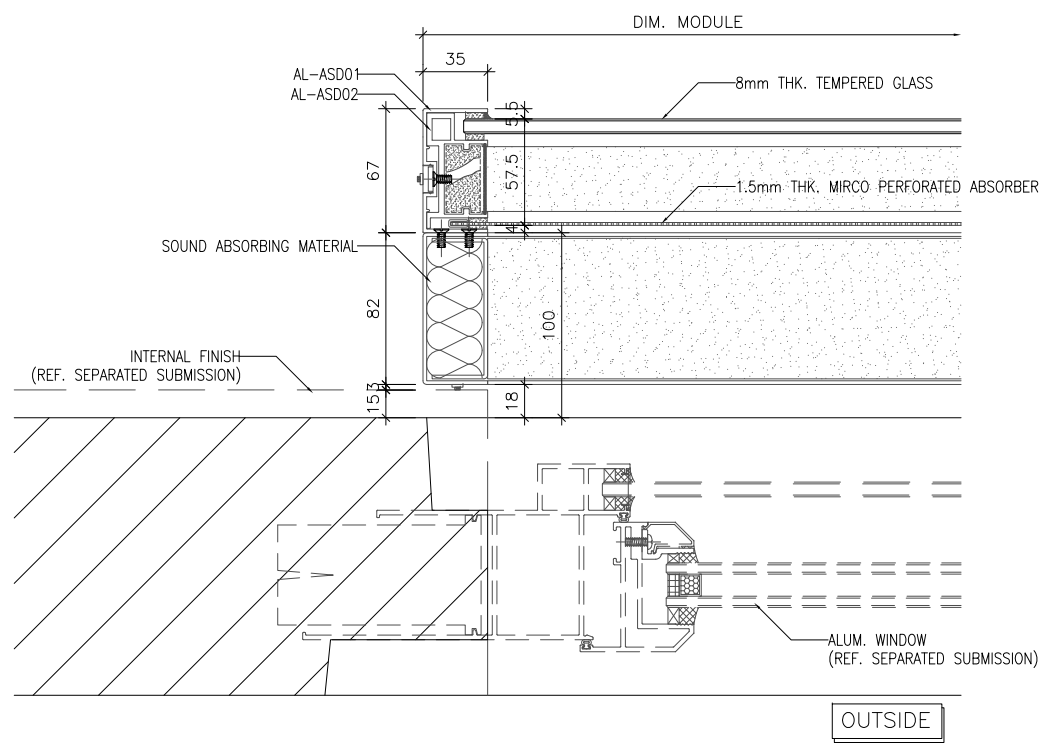 DIM. MODULE
35
AL-ASD01
AL-ASD02
8mm THK. TEMPERED GLASS
5.5
67
57.5
1.5mm THK. MIRCO PERFORATED ABSORBER
4
SOUND ABSORBING MATERIAL
82
100
INTERNAL FINISH
(REF. SEPARATED SUBMISSION)
3
15
18
ALUM. WINDOW
(REF. SEPARATED SUBMISSION)
OUTSIDE